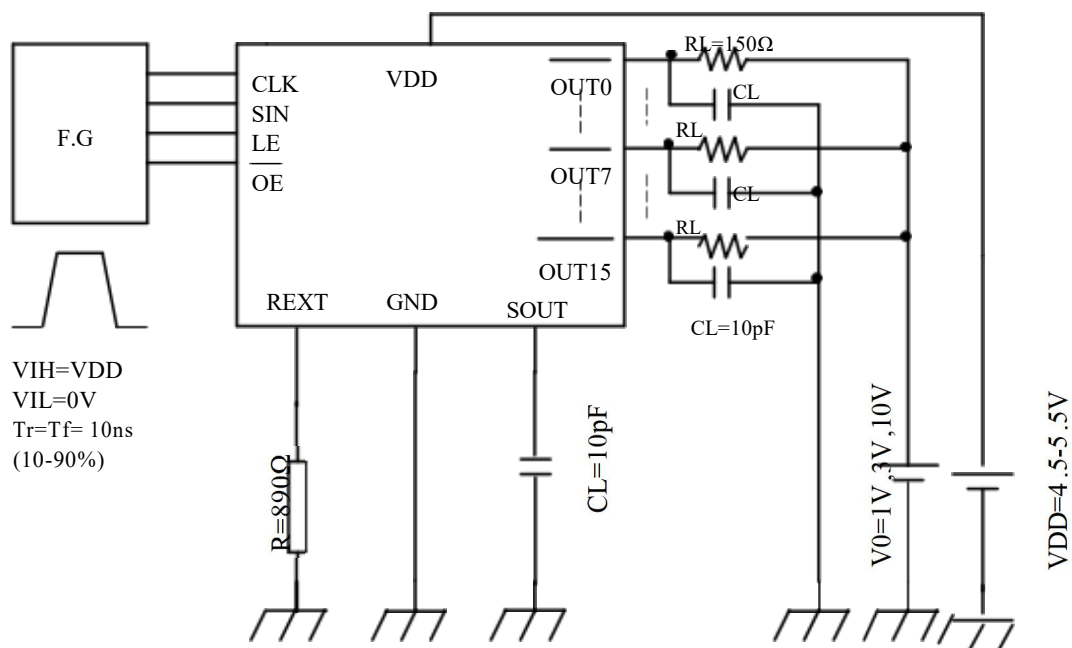 F.G
CLK
SIN
LE
OE
VDD
OUT0
OUT7
OUT15
REXT
GND
SOUT
RL=150Ω
CL
RL
CL
RL
CL=10pF
VIH=VDD
VIL=0V
Tr=Tf= 10ns
(10-90%)
R=890Ω
CL=10pF
V0=1V,3V,10V
VDD=4.5-5.5V